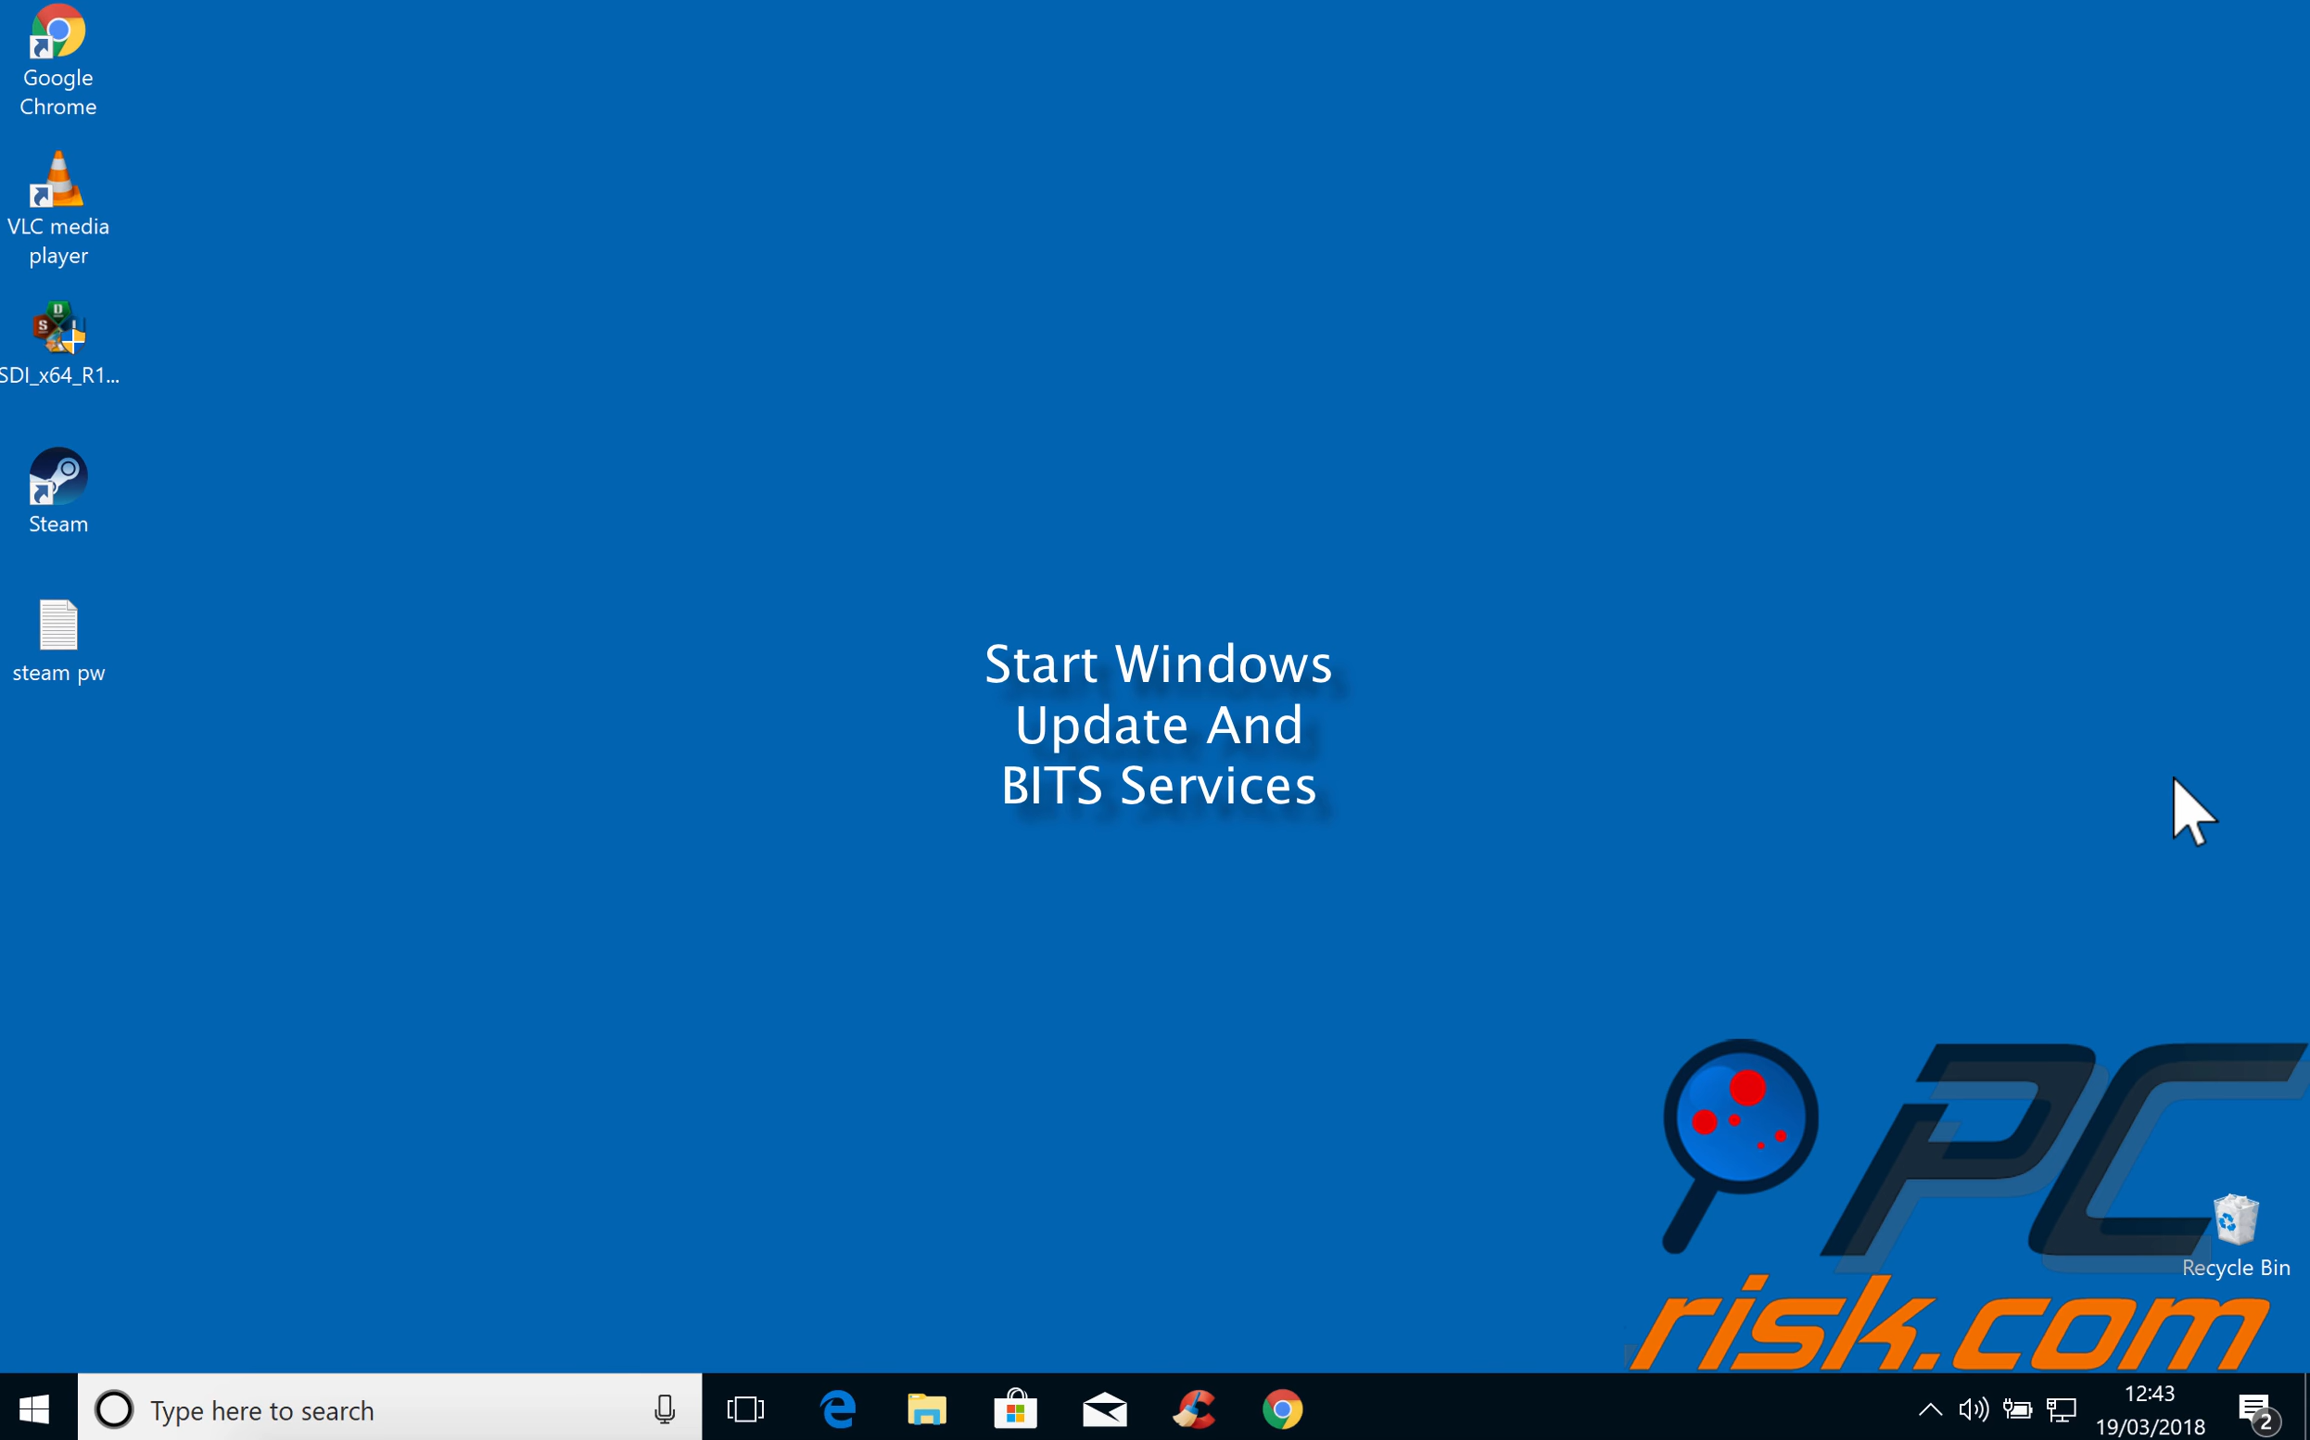 Google
Chrome
VLC media
player
SDI_x64_R1...
Steam
steam pw
Start Windows
Update And
BITS Services
PC
risk.com
Recycle Bin
Type here to search
12:43
19/03/2018
2